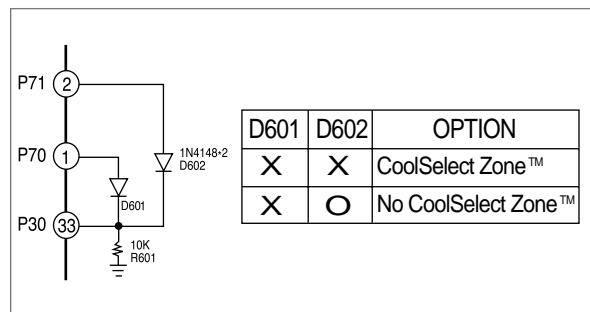 P71 2
1N4148*2
D602
P70 1
D601
P30 33
10K
R601
D601 D602 OPTION
X X CoolSelect Zone™
X O No CoolSelect Zone™